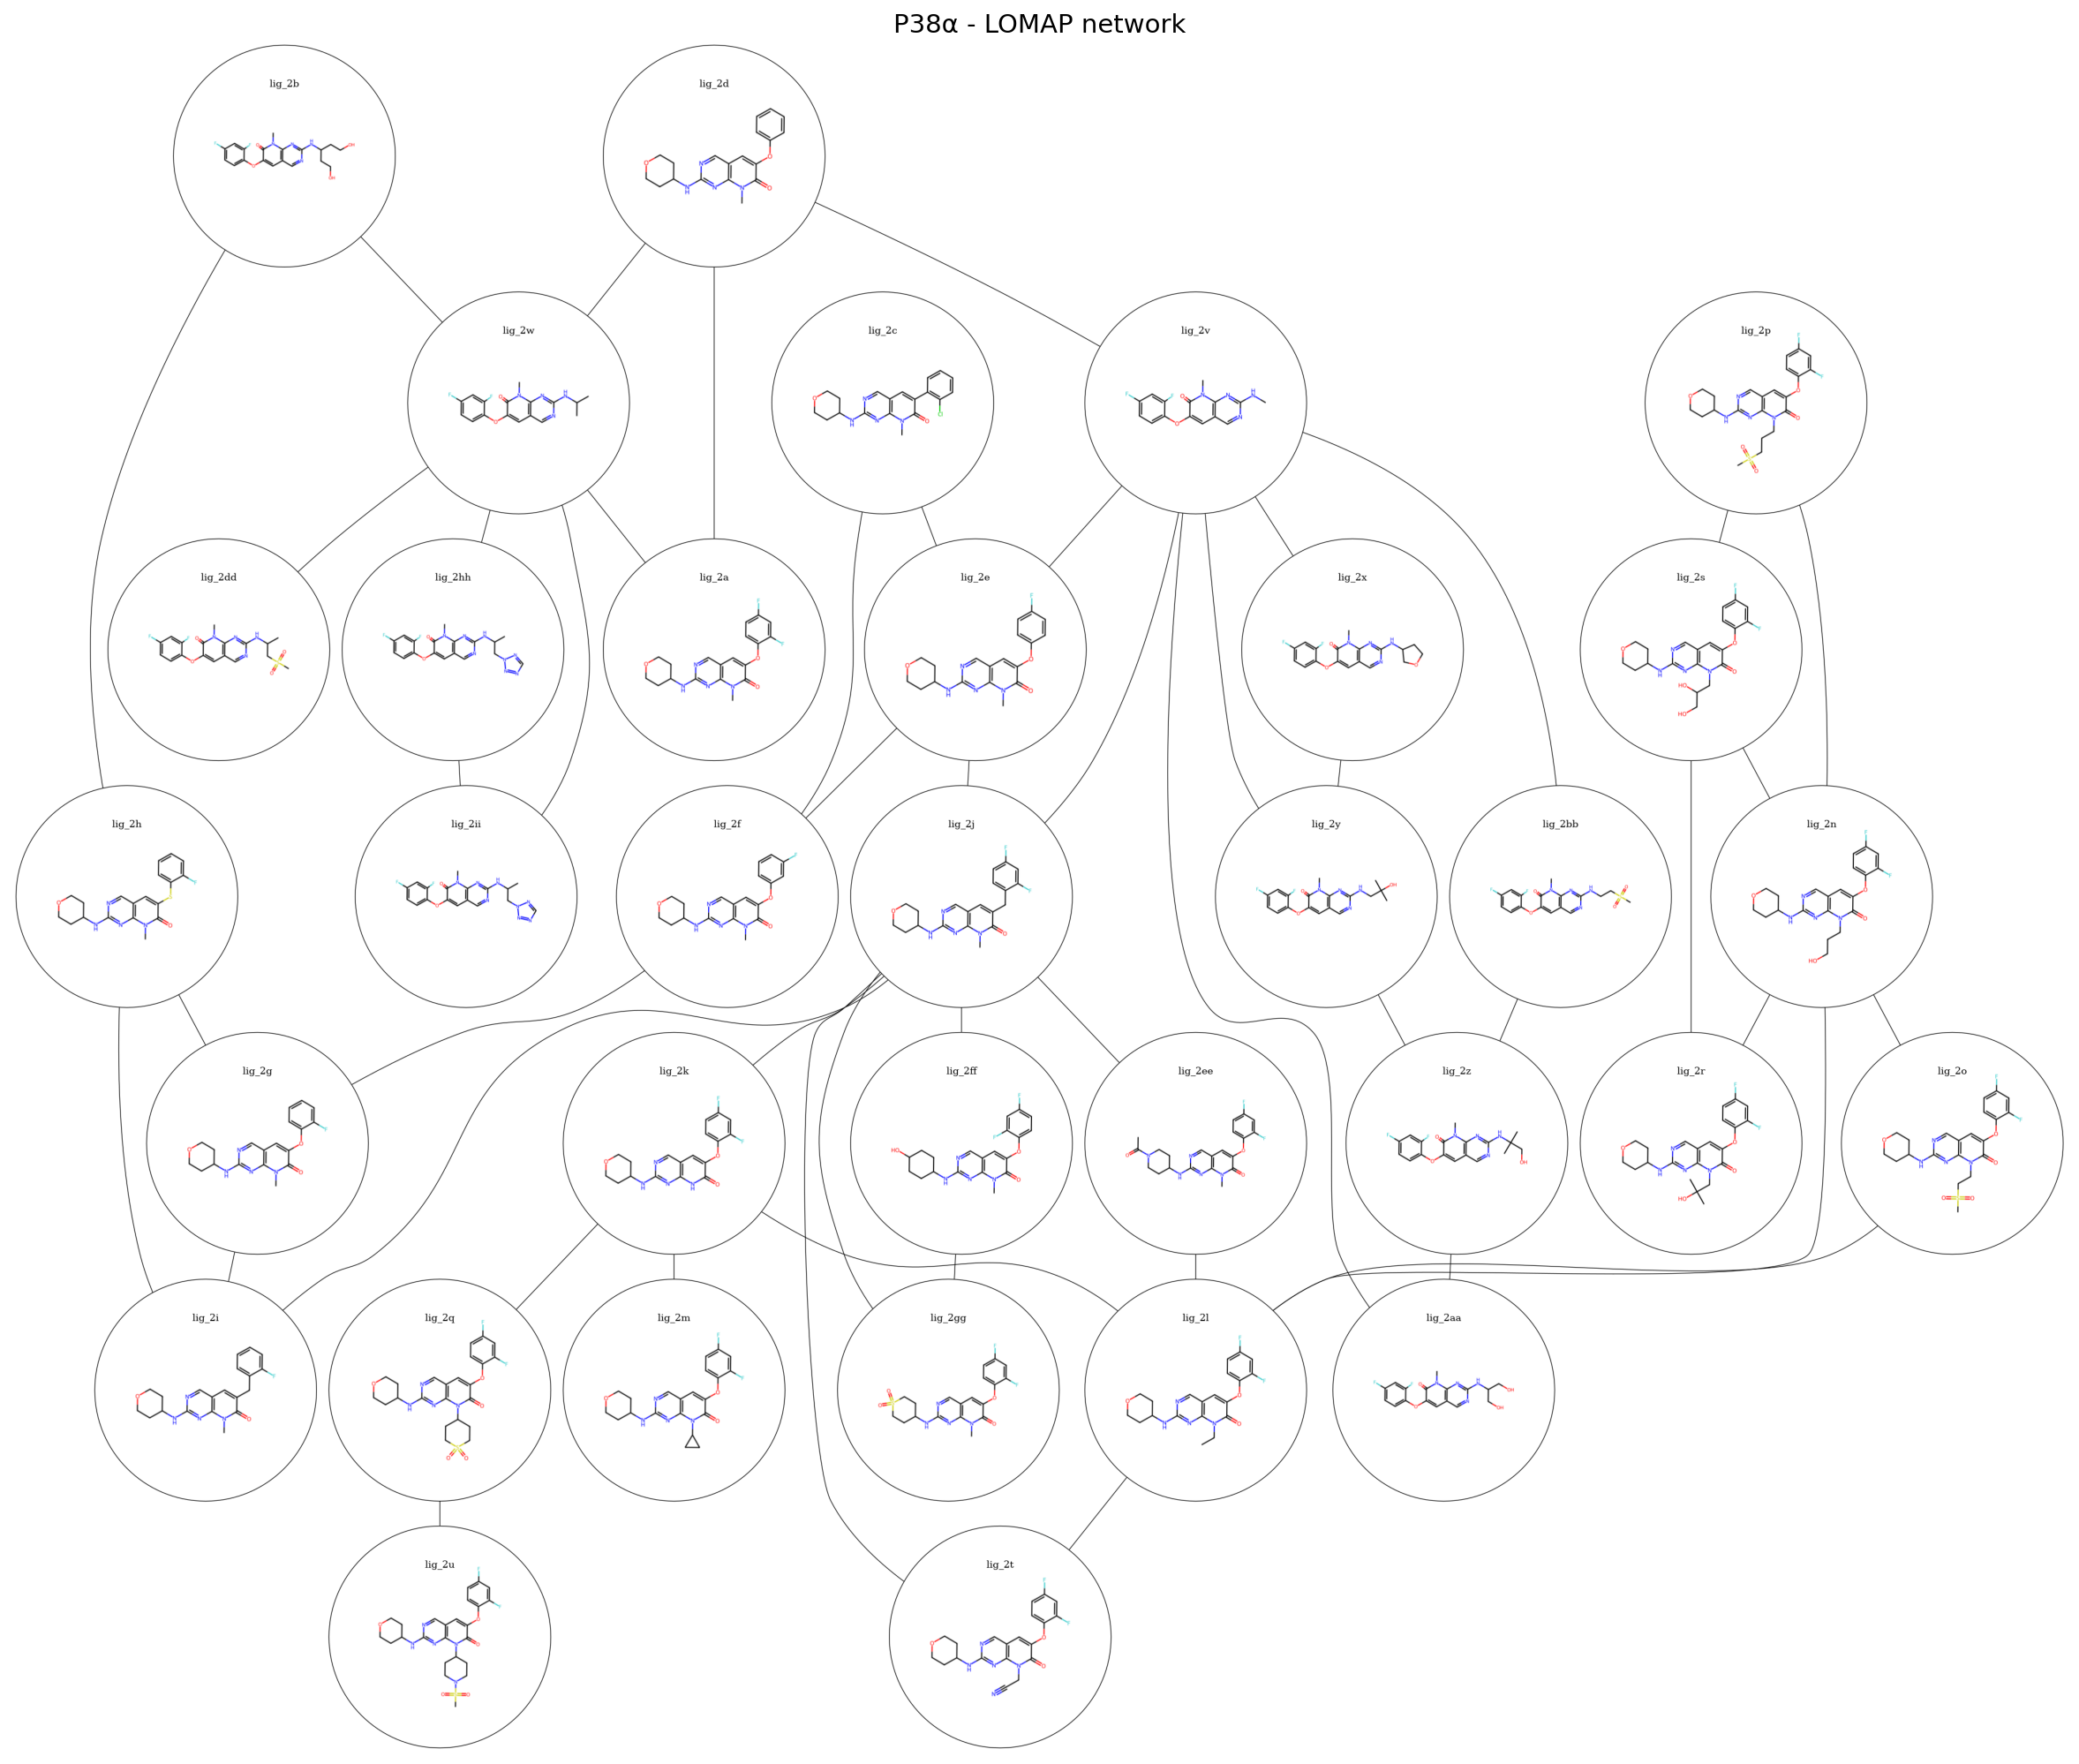 P38α - LOMAP network
lig_2b
lig_2d
lig_2w
lig_2c
lig_2v
lig_2p
lig_2dd
lig_2hh
lig_2a
lig_2e
lig_2x
lig_2s
lig_2h
lig_2ii
lig_2f
lig_2j
lig_2y
lig_2bb
lig_2n
lig_2g
lig_2k
lig_2ff
lig_2ee
lig_2z
lig_2r
lig_2o
lig_2i
lig_2q
lig_2m
lig_2gg
lig_2l
lig_2aa
lig_2u
lig_2t